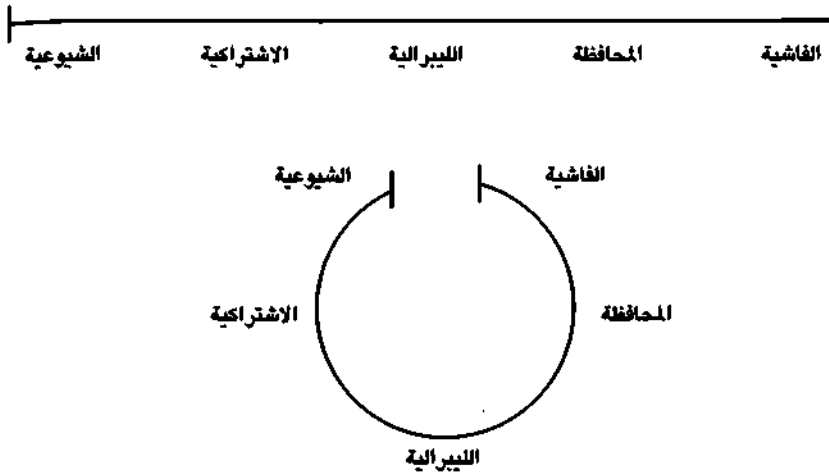 الشيوعية الاشتراكية الليبرالية المحافظة الفاشية
الشيوعية الفاشية
الاشتراكية المحافظة
الليبرالية